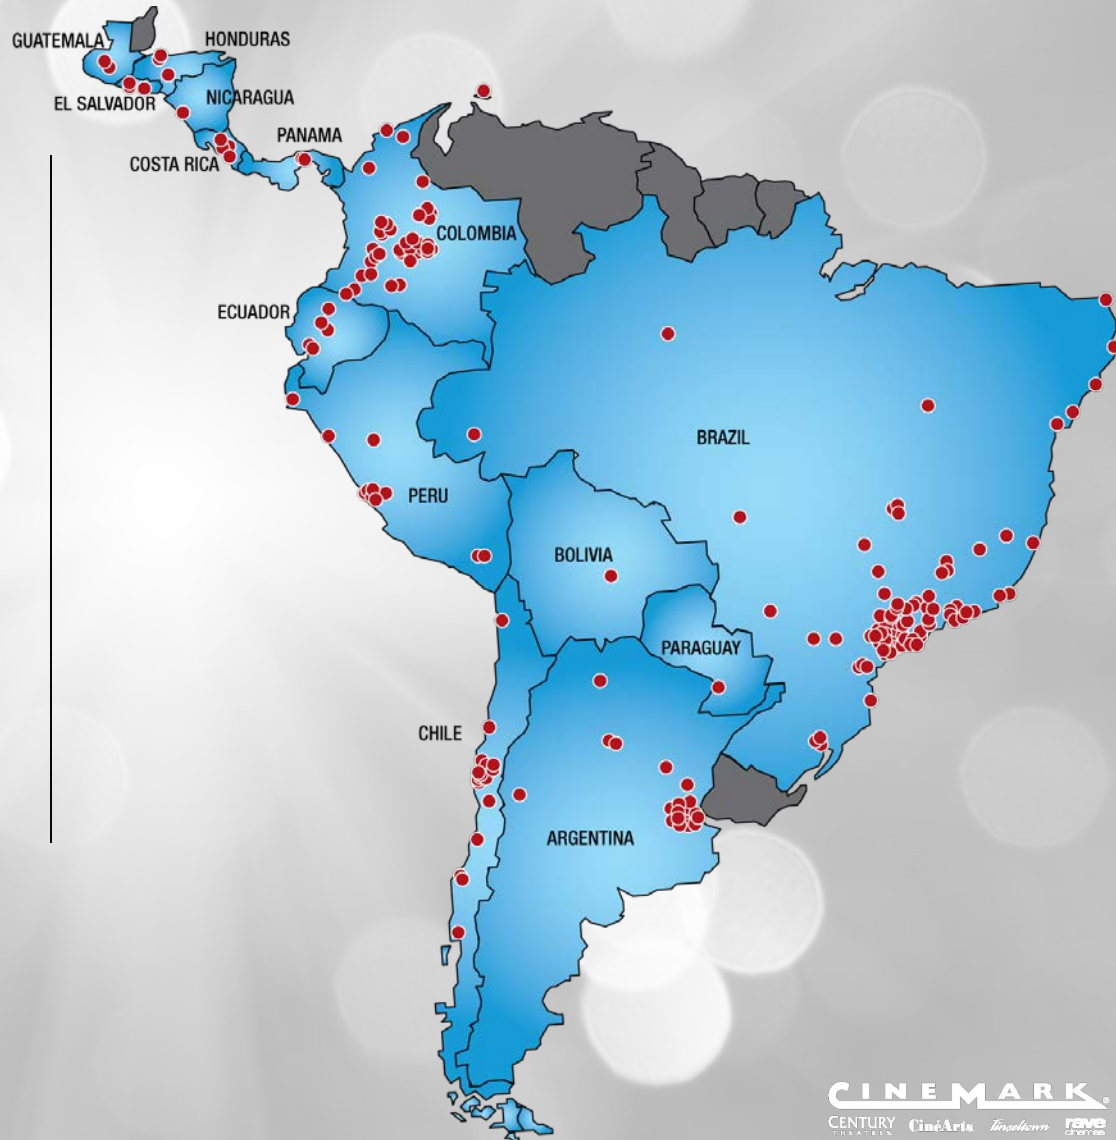 GUATEMALA
HONDURAS
EL SALVADOR
NICARAGUA
PANAMA
COSTA RICA
COLOMBIA
ECUADOR
BRAZIL
PERU
BOLIVIA
PARAGUAY
CHILE
ARGENTINA
CINEMARK®
CENTURY THEATRES CinéArts Tinseltown rave cinemas